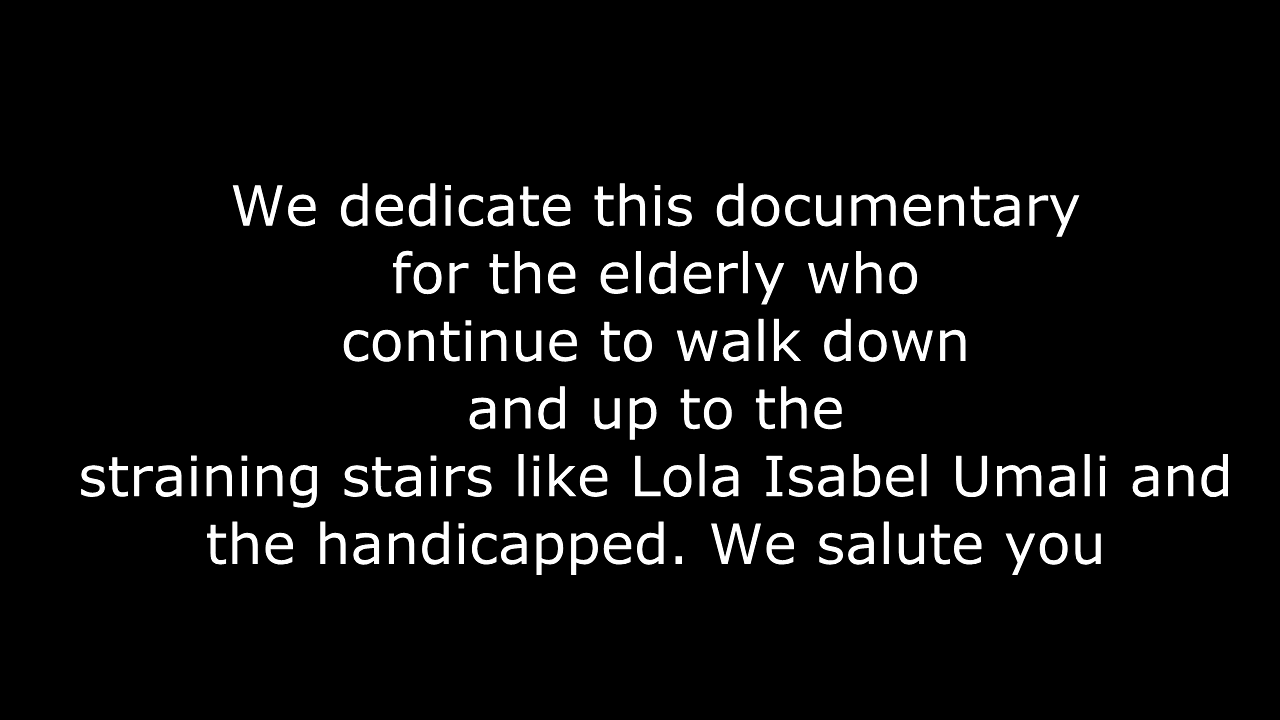 We dedicate this documentary
for the elderly who
continue to walk down
and up to the
straining stairs like Lola Isabel Umali and
the handicapped. We salute you